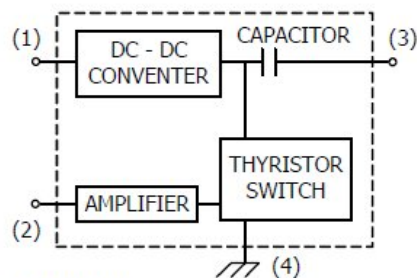 (1)
DC - DC
CONVENTER
CAPACITOR
(3)
THYRISTOR
SWITCH
AMPLIFIER
(2)
(4)